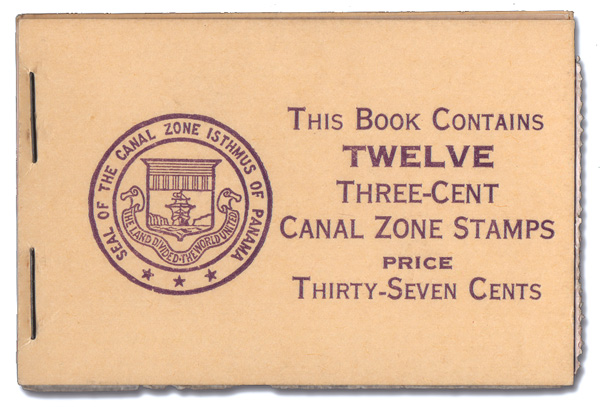 SEAL OF THE CANAL ZONE ISTHMUS OF PANAMA
THE LAND DIVIDED-THE WORLD UNITED
THIS BOOK CONTAINS
TWELVE
THREE-CENT
CANAL ZONE STAMPS
PRICE
THIRTY-SEVEN CENTS